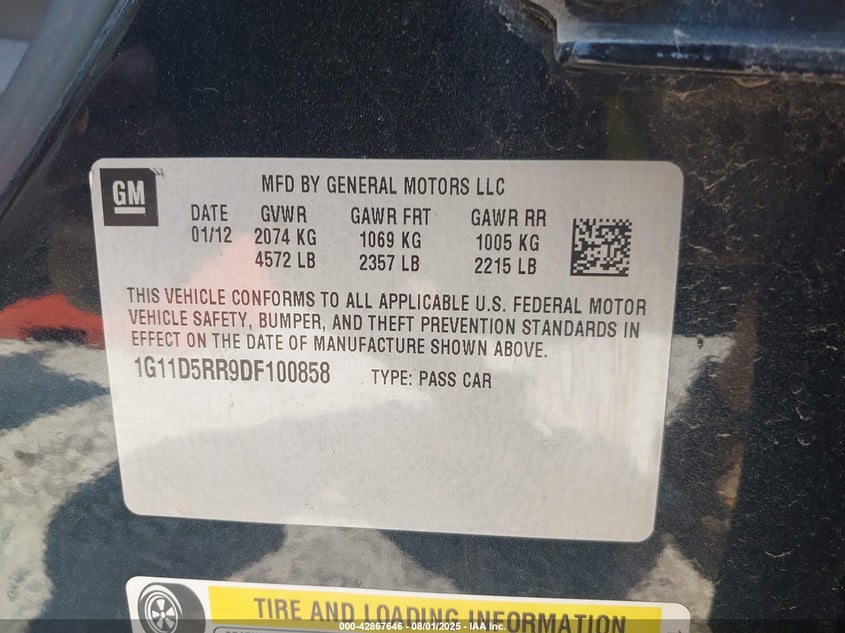 GM
MFD BY GENERAL MOTORS LLC
DATE GVWR GAWR FRT GAWR RR
01/12 2074 KG 1069 KG 1005 KG
4572 LB 2357 LB 2215 LB
THIS VEHICLE CONFORMS TO ALL APPLICABLE U.S. FEDERAL MOTOR
VEHICLE SAFETY, BUMPER, AND THEFT PREVENTION STANDARDS IN
EFFECT ON THE DATE OF MANUFACTURE SHOWN ABOVE.
1G11D5RR9DF100858 TYPE: PASS CAR
TIRE AND LOADING INFORMATION
000-42867646 - 08/01/2025 - IAA Inc.